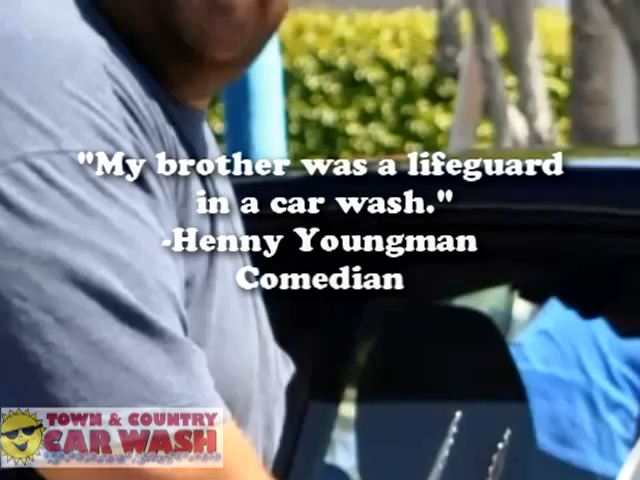 "My brother was a lifeguard
in a car wash."
-Henny Youngman
Comedian
TOWN & COUNTRY
CAR WASH